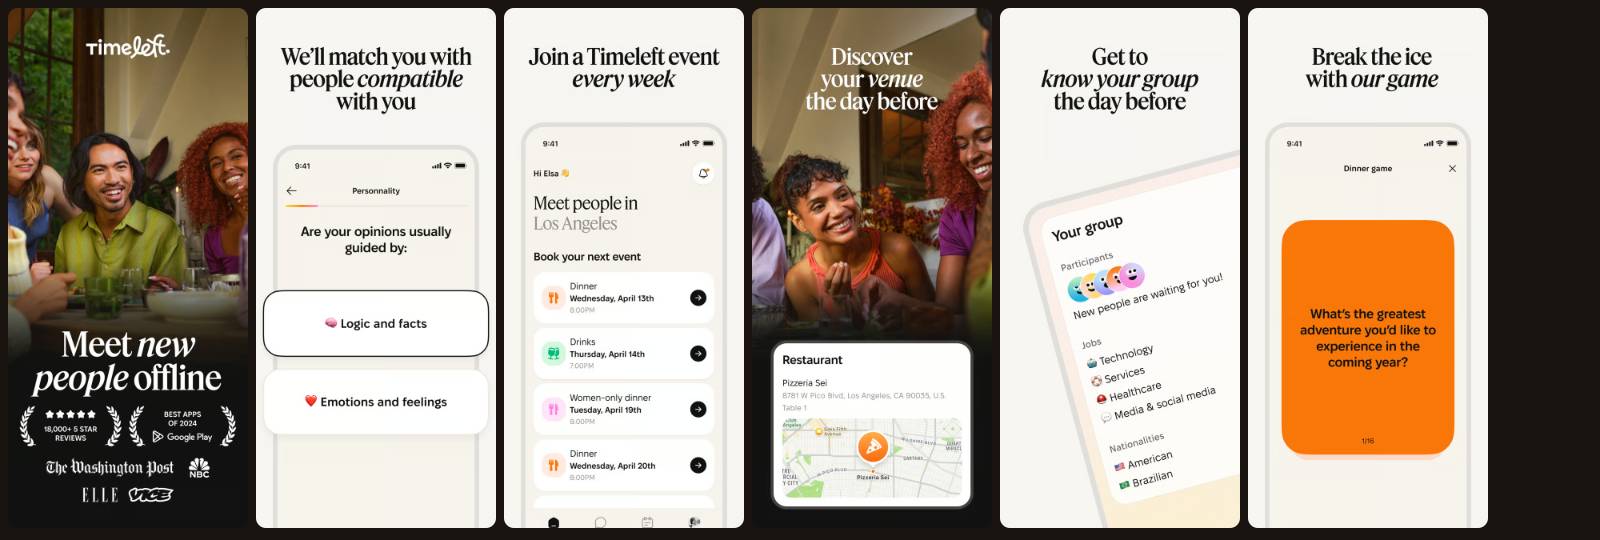 Timeleft.
Meet new
people offline
18,000+ 5 STAR
REVIEWS
BEST APPS
OF 2024
Google Play
The Washington Post
NBC
ELLE
VICE
We'll match you with
people compatible
with you
9:41
Personnality
Are your opinions usually
guided by:
Logic and facts
Emotions and feelings
Join a Timeleft event
every week
9:41
Hi Elsa
Meet people in
Los Angeles
Book your next event
Dinner
Wednesday, April 13th
8:00PM
Drinks
Thursday, April 14th
7:00PM
Women-only dinner
Tuesday, April 19th
8:00PM
Dinner
Wednesday, April 20th
8:00PM
Discover
your venue
the day before
Restaurant
Pizzeria Sei
8781 W Pico Blvd, Los Angeles, CA 90035, U.S.
Table 1
Pizzeria Sei
Get to
know your group
the day before
Your group
Participants
New people are waiting for you!
Jobs
Technology
Services
Healthcare
Media & social media
Nationalities
American
Brazilian
Break the ice
with our game
9:41
Dinner game
What's the greatest
adventure you'd like to
experience in the
coming year?
1/16